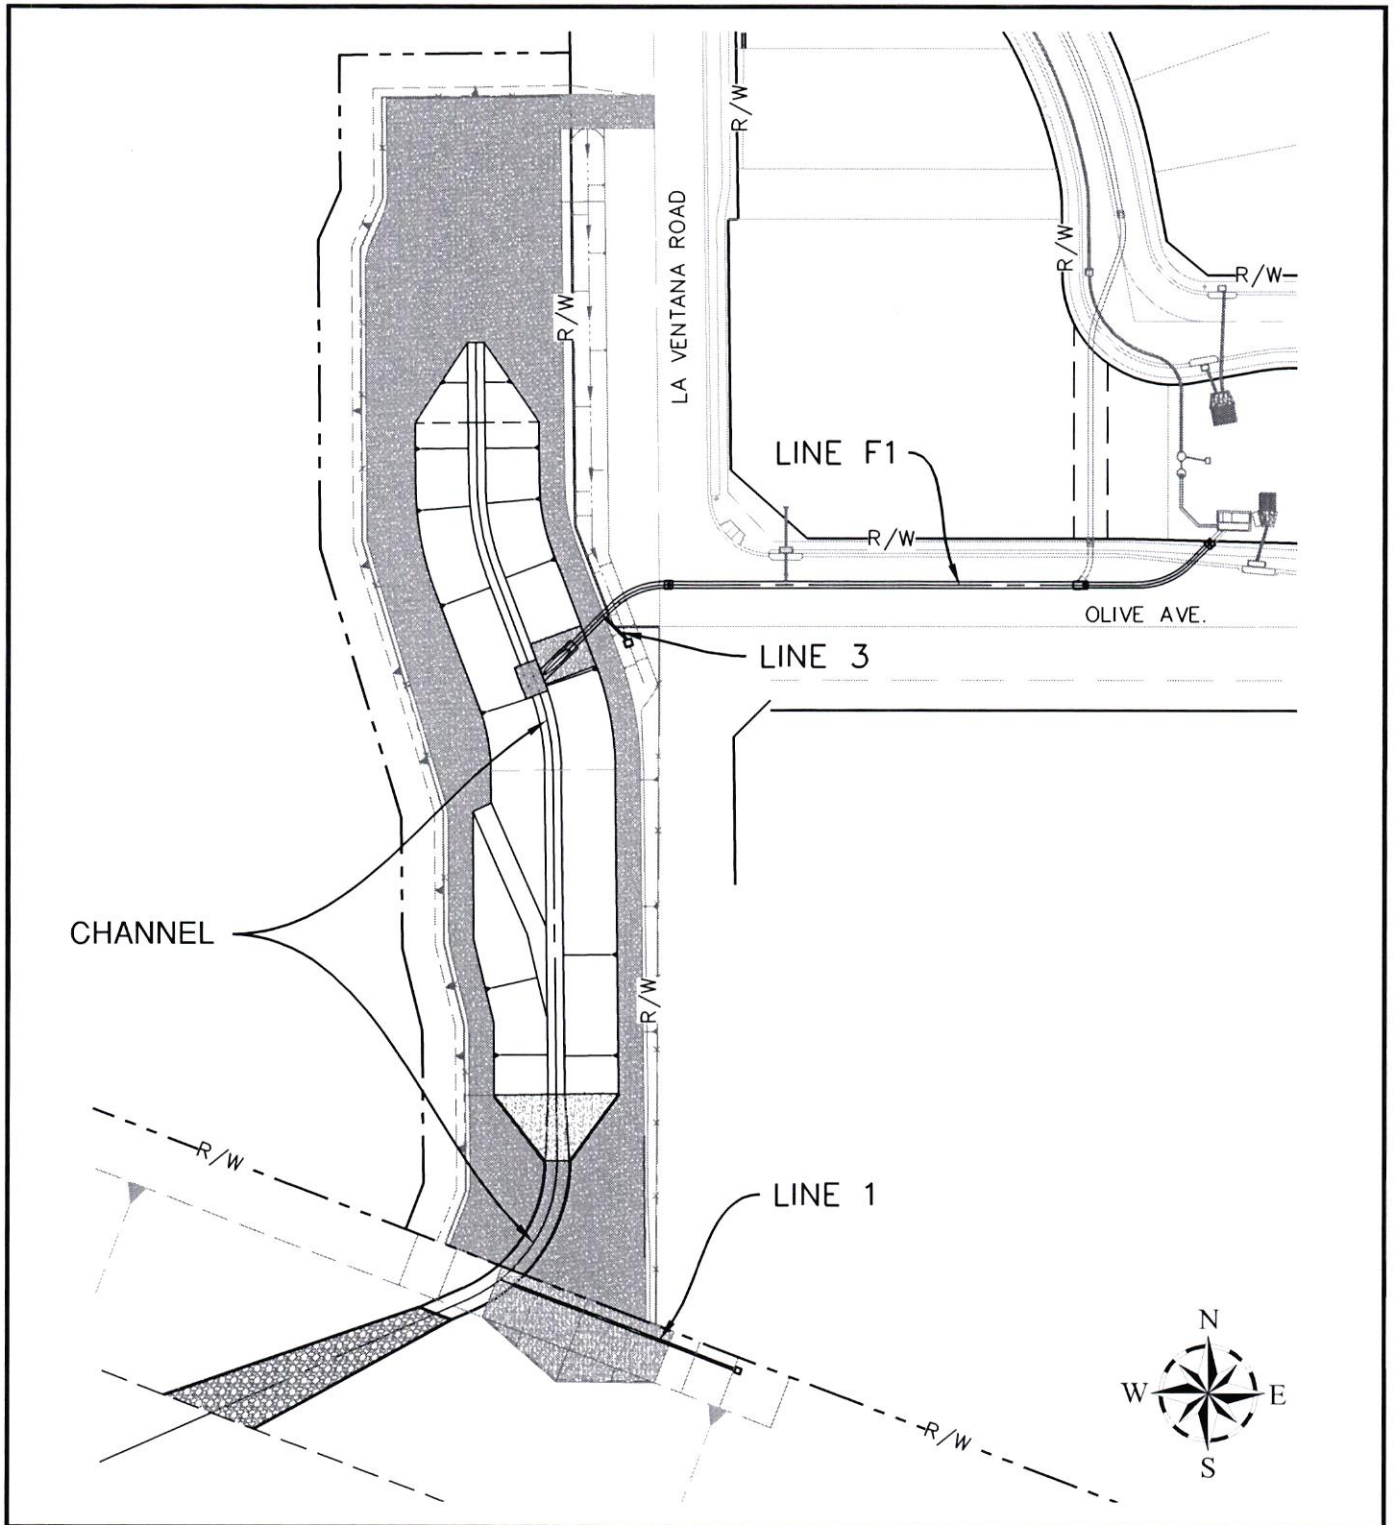 R/W
LA VENTANA ROAD
R/W
R/W
R/W
LINE F1
R/W
OLIVE AVE.
LINE 3
CHANNEL
R/W
R/W
LINE 1
R/W
N
W E
S